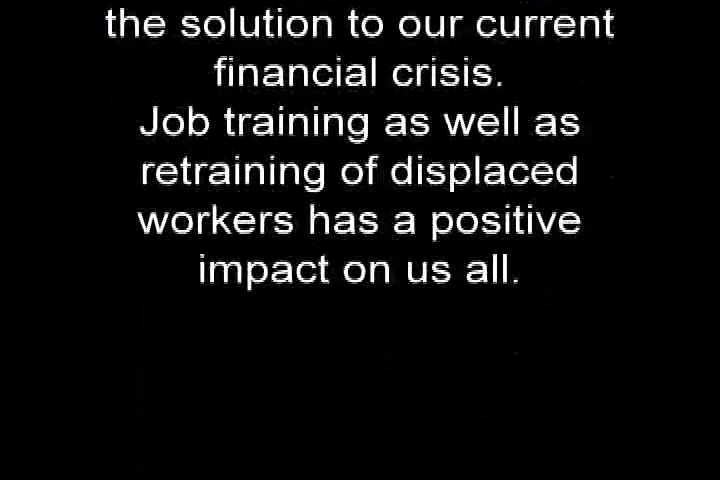 the solution to our current
financial crisis.
Job training as well as
retraining of displaced
workers has a positive
impact on us all.